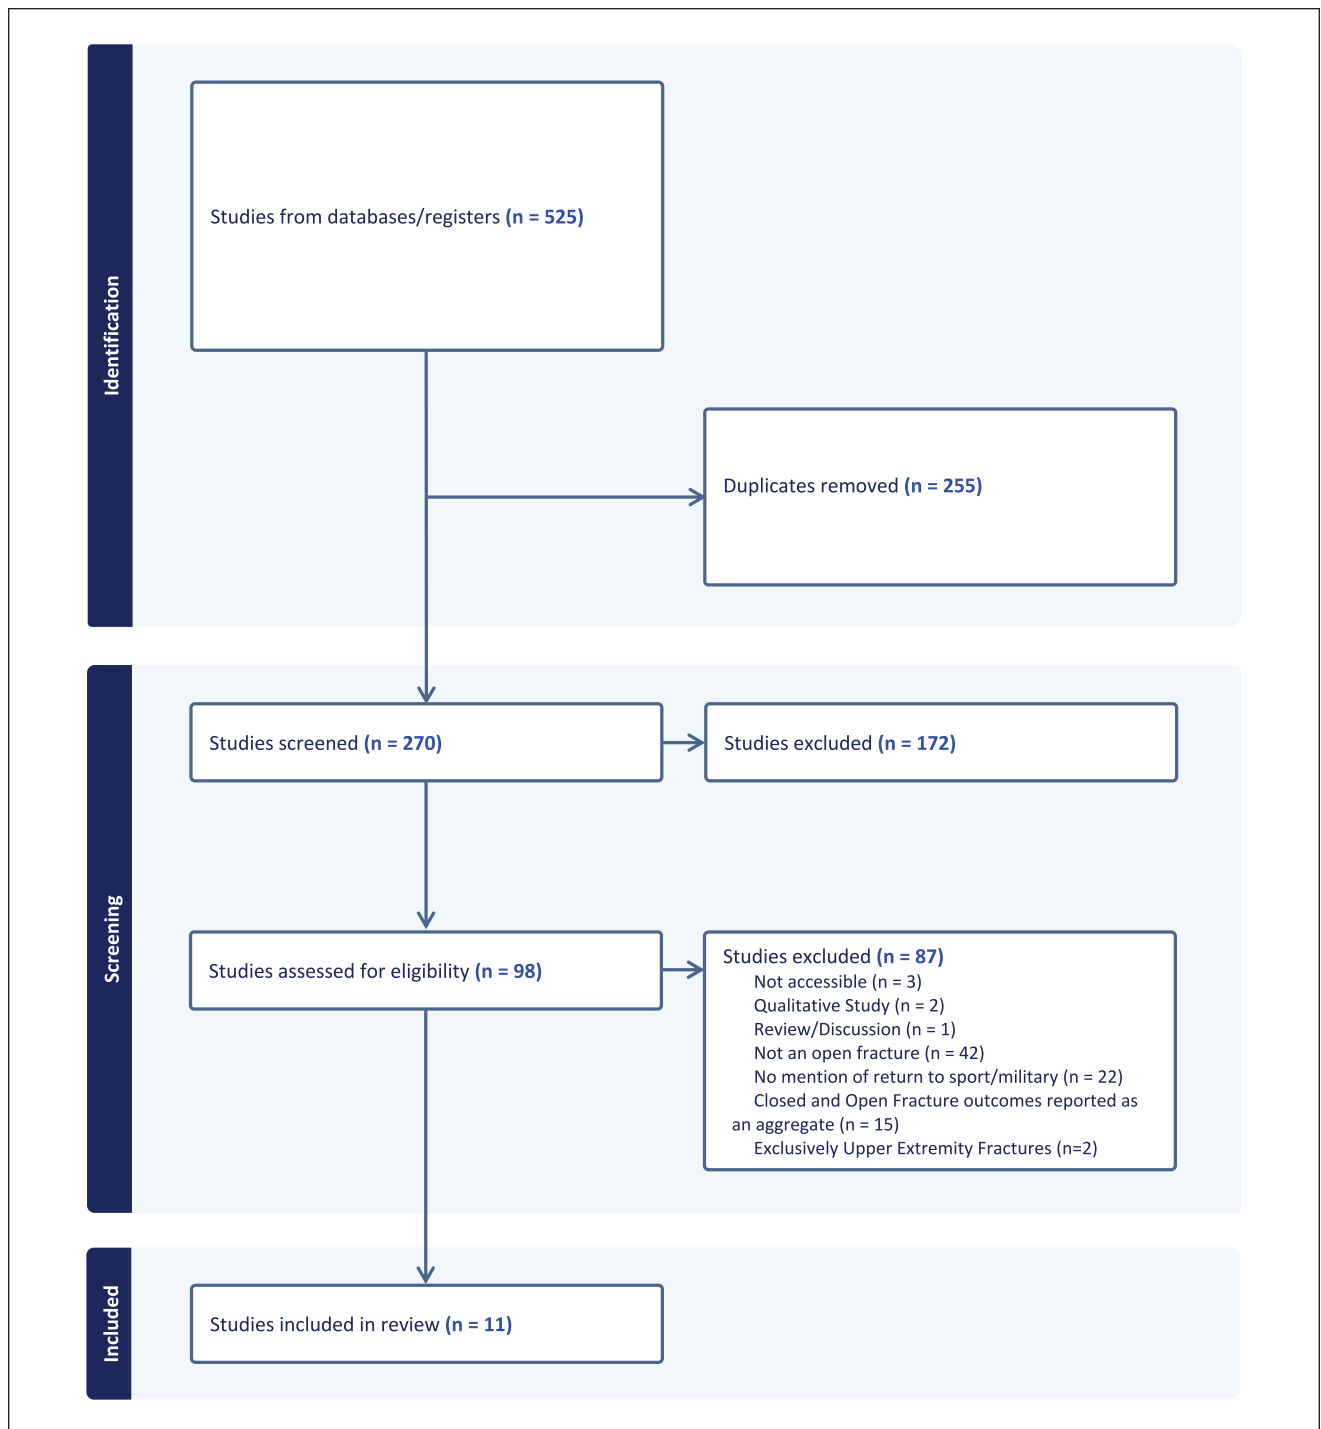 Identification
Studies from databases/registers (n = 525)
Duplicates removed (n = 255)
Screening
Studies screened (n = 270)
Studies excluded (n = 172)
Studies assessed for eligibility (n = 98)
Studies excluded (n = 87)
Not accessible (n = 3)
Qualitative Study (n = 2)
Review/Discussion (n = 1)
Not an open fracture (n = 42)
No mention of return to sport/military (n = 22)
Closed and Open Fracture outcomes reported as
an aggregate (n = 15)
Exclusively Upper Extremity Fractures (n=2)
Included
Studies included in review (n = 11)